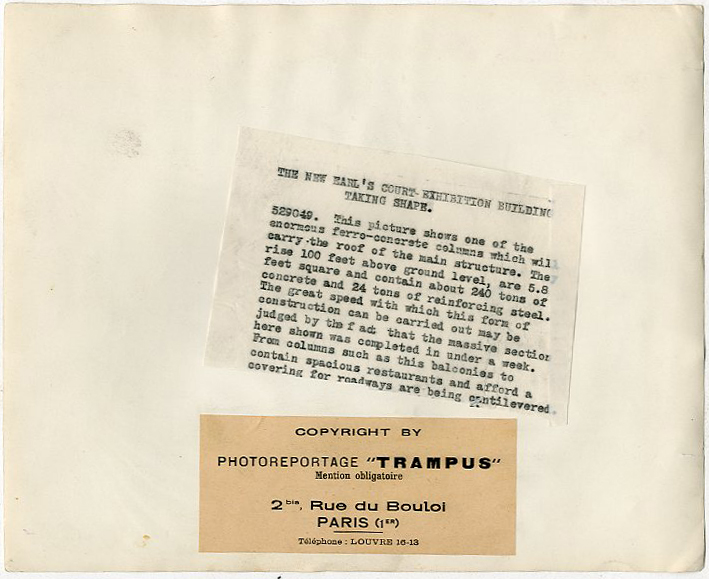 THE NEW EARL'S COURT EXHIBITION BUILDING
TAKING SHAPE.
529049. This picture shows one of the
enormous ferro-concrete columns which will
carry the roof of the main structure. They
rise 100 feet above ground level, are 5.8
feet square and contain about 240 tons of
concrete and 24 tons of reinforcing steel.
The great speed with which this form of
construction can be carried out may be
judged by the fact that the massive section
here shown was completed in under a week.
From columns such as this balconies to
contain spacious restaurants and afford a
covering for roadways are being cantilevered.
COPYRIGHT BY
PHOTOREPORTAGE "TRAMPUS"
Mention obligatoire
2bis, Rue du Bouloi
PARIS (1ER)
Téléphone : LOUVRE 16-13